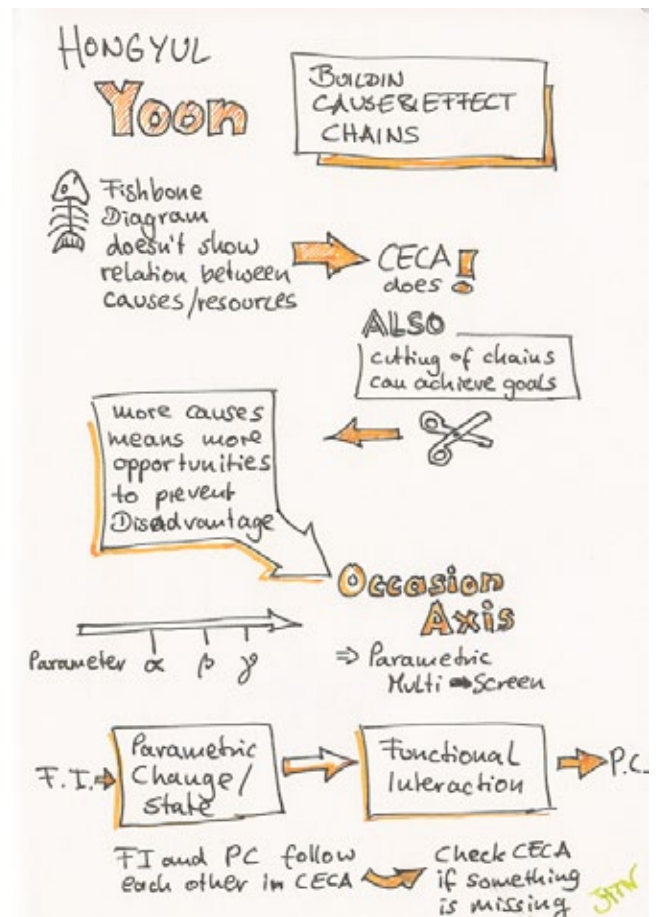 HONGYUL
Yoon
BUILDIN
CAUSE&EFFECT
CHAINS
Fishbone
Diagram
doesn't show
relation between
causes/resources
CECA !
does
ALSO
cutting of chains
can achieve goals
more causes
means more
opportunities
to prevent
Disadvantage
Occasion
Axis
Parameter α β γ
⇒ Parametric
Multi Screen
F.I.
Parametric
Change/
State
Functional
Interaction
P.C.
FI and PC follow
each other in CECA
Check CECA
if something
is missing